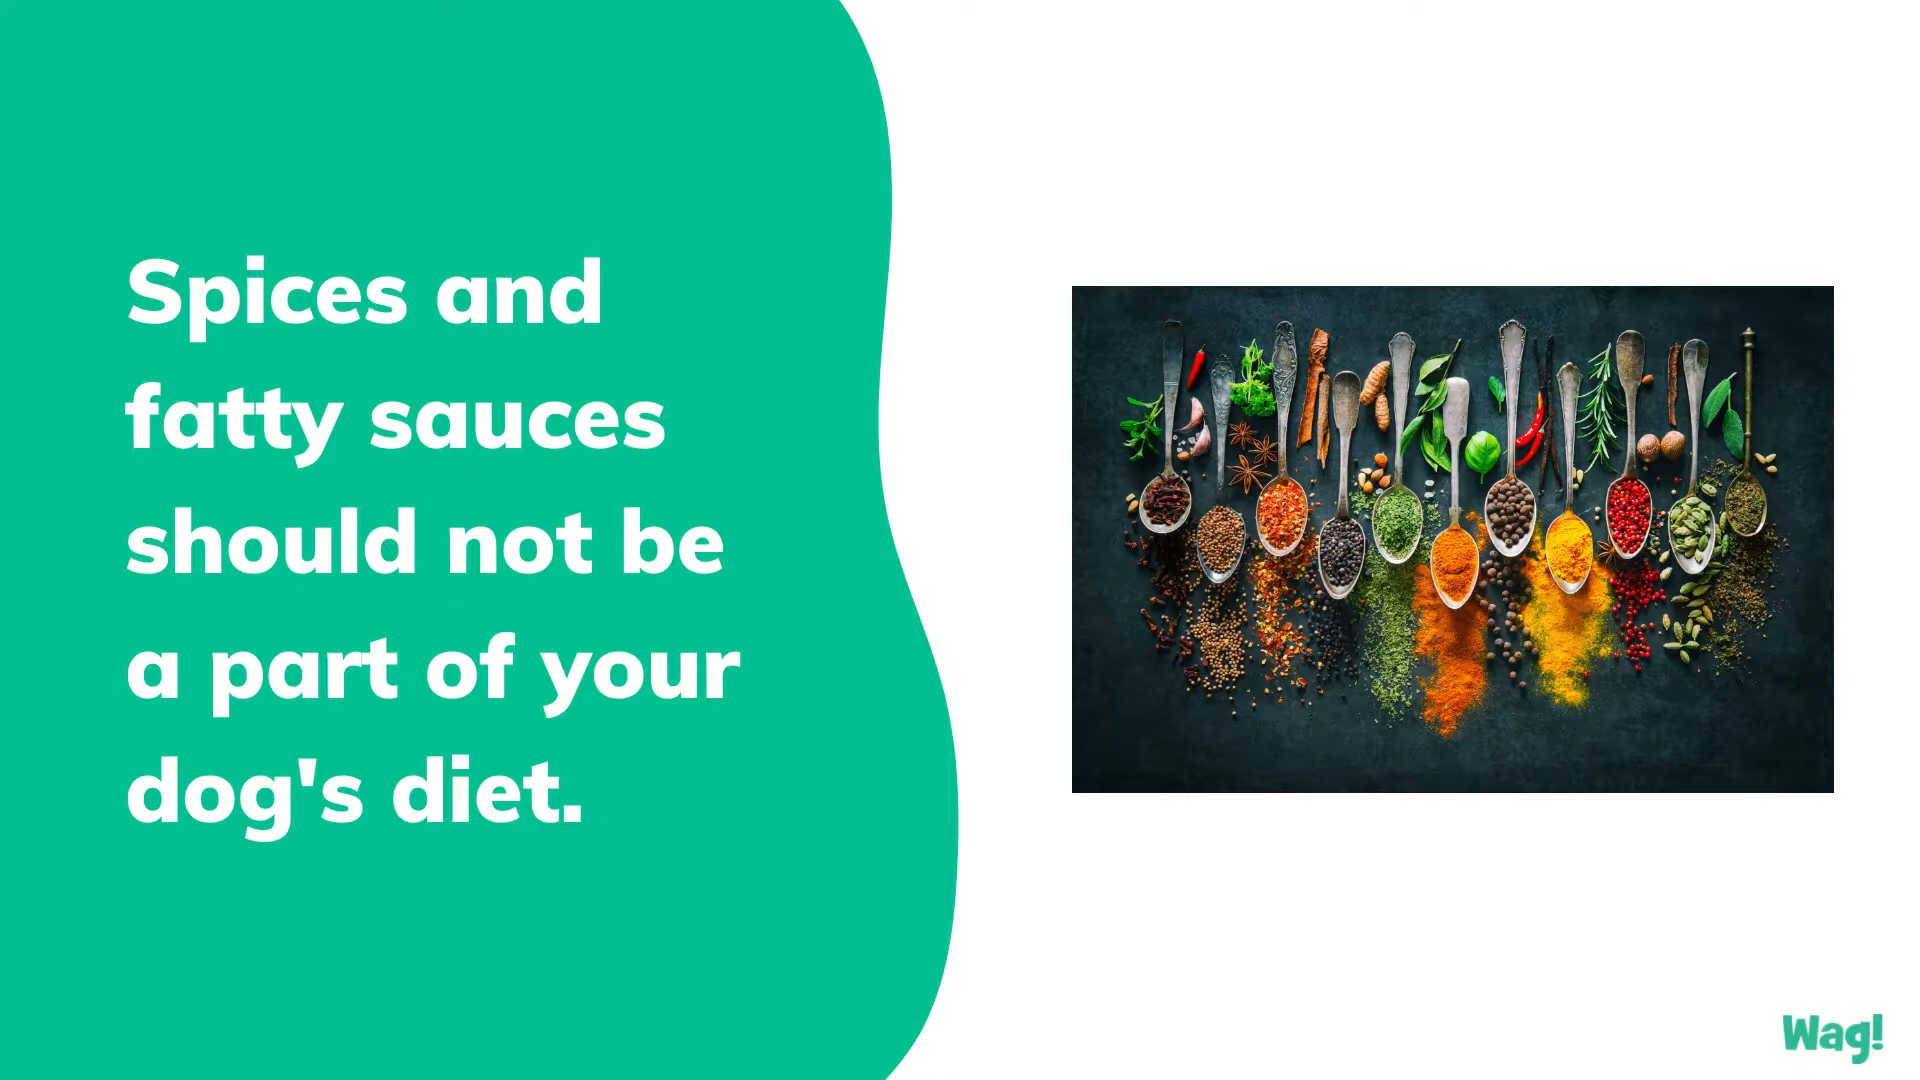 Spices and
fatty sauces
should not be
a part of your
dog's diet.
Wag!